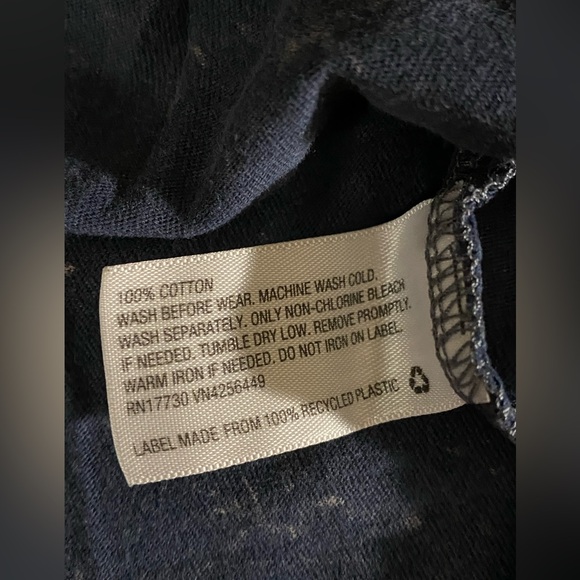 100% COTTON
WASH BEFORE WEAR. MACHINE WASH COLD.
WASH SEPARATELY. ONLY NON-CHLORINE BLEACH
IF NEEDED. TUMBLE DRY LOW. REMOVE PROMPTLY.
WARM IRON IF NEEDED. DO NOT IRON ON LABEL.
RN17730 VN4256449
LABEL MADE FROM 100% RECYCLED PLASTIC